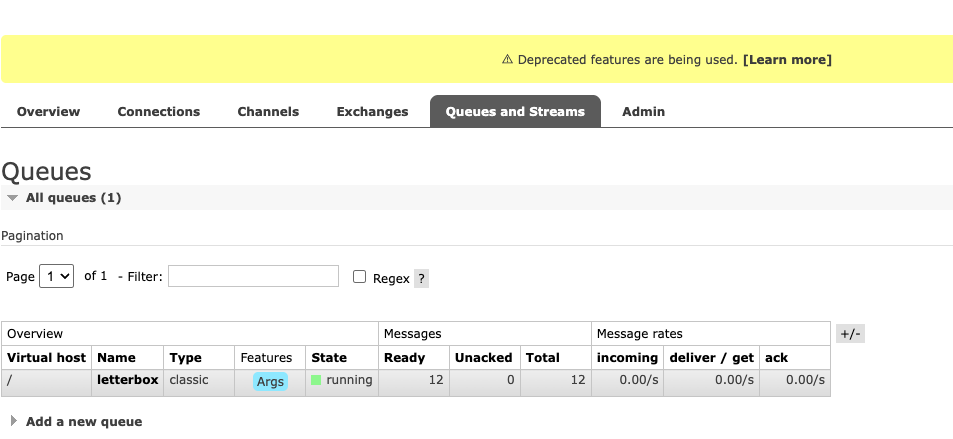 ⚠ Deprecated features are being used. [Learn more]
Overview Connections Channels Exchanges Queues and Streams Admin
Queues
All queues (1)
Pagination
Page 1 of 1 - Filter: Regex ?
Overview Messages Message rates +/-
Virtual host Name Type Features State Ready Unacked Total incoming deliver / get ack
/ letterbox classic Args running 12 0 12 0.00/s 0.00/s 0.00/s
Add a new queue